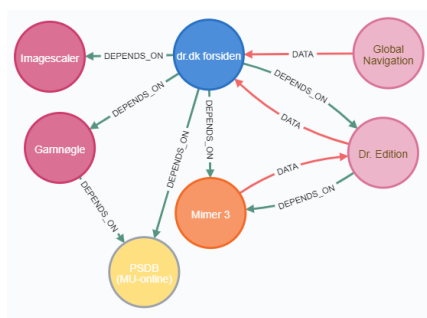 Imagescaler
DEPENDS_ON
dr.dk forsiden
DATA
Global
Navigation
DEPENDS_ON
DEPENDS_ON
DEPENDS_ON
DEPENDS_ON
DATA
Gamnøgle
Dr. Edition
DEPENDS_ON
DATA
DEPENDS_ON
Mimer 3
PSDB
(MU-online)